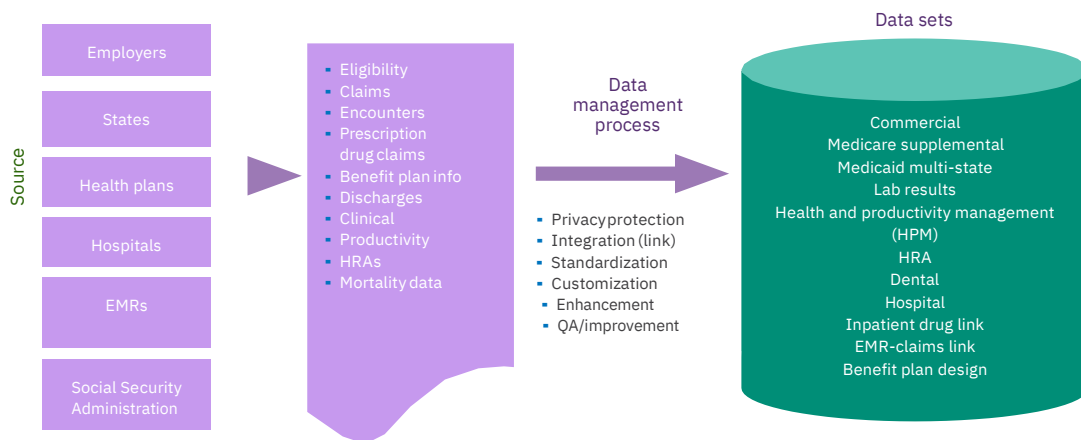 Source
Employers
States
Health plans
Hospitals
EMRs
Social Security
Administration
Eligibility
Claims
Encounters
Prescription
drug claims
Benefit plan info
Discharges
Clinical
Productivity
HRAs
Mortality data
Data
management
process
Privacy protection
Integration (link)
Standardization
Customization
Enhancement
QA/improvement
Data sets
Commercial
Medicare supplemental
Medicaid multi-state
Lab results
Health and productivity management
(HPM)
HRA
Dental
Hospital
Inpatient drug link
EMR-claims link
Benefit plan design